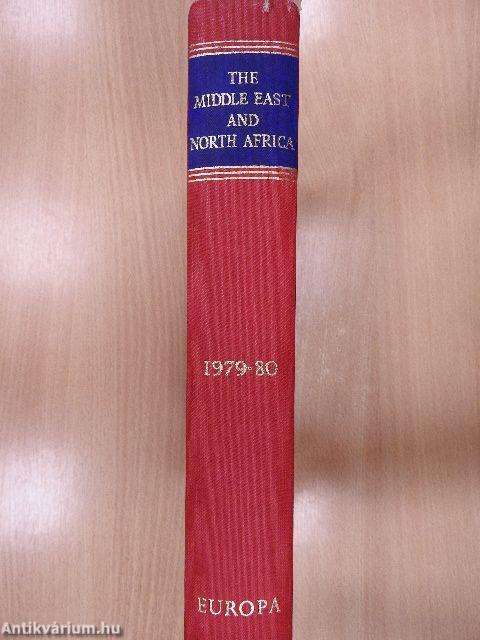 THE
MIDDLE EAST
AND
NORTH AFRICA
1979-80
EUROPA
Antikvárium.hu